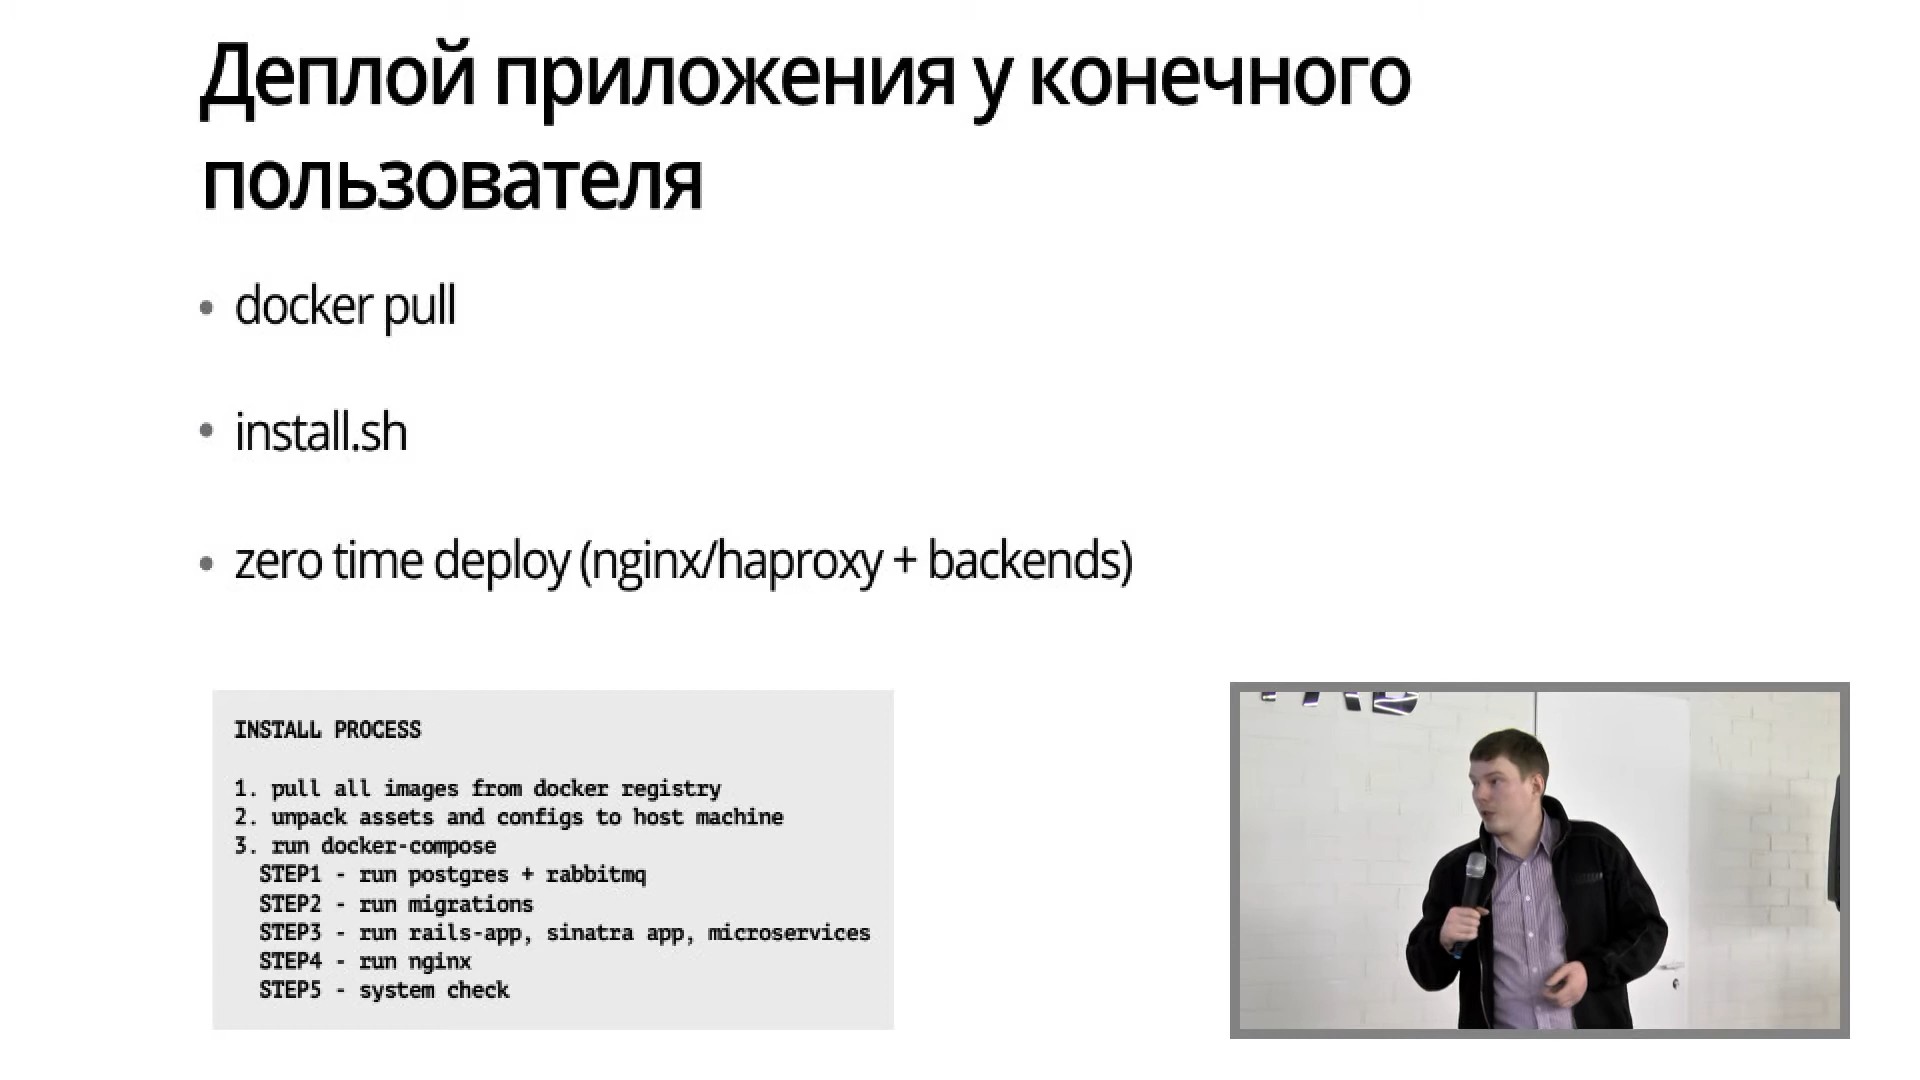 Деплой приложения у конечного
пользователя
• docker pull
• install.sh
• zero time deploy (nginx/haproxy + backends)
INSTALL PROCESS
1. pull all images from docker registry
2. unpack assets and configs to host machine
3. run docker-compose
STEP1 - run postgres + rabbitmq
STEP2 - run migrations
STEP3 - run rails-app, sinatra app, microservices
STEP4 - run nginx
STEP5 - system check